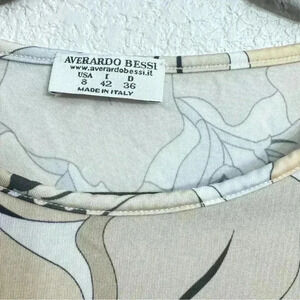 AVERARDO BESSI
www.averardobessi.it
USA I D
8 42 36
MADE IN ITALY